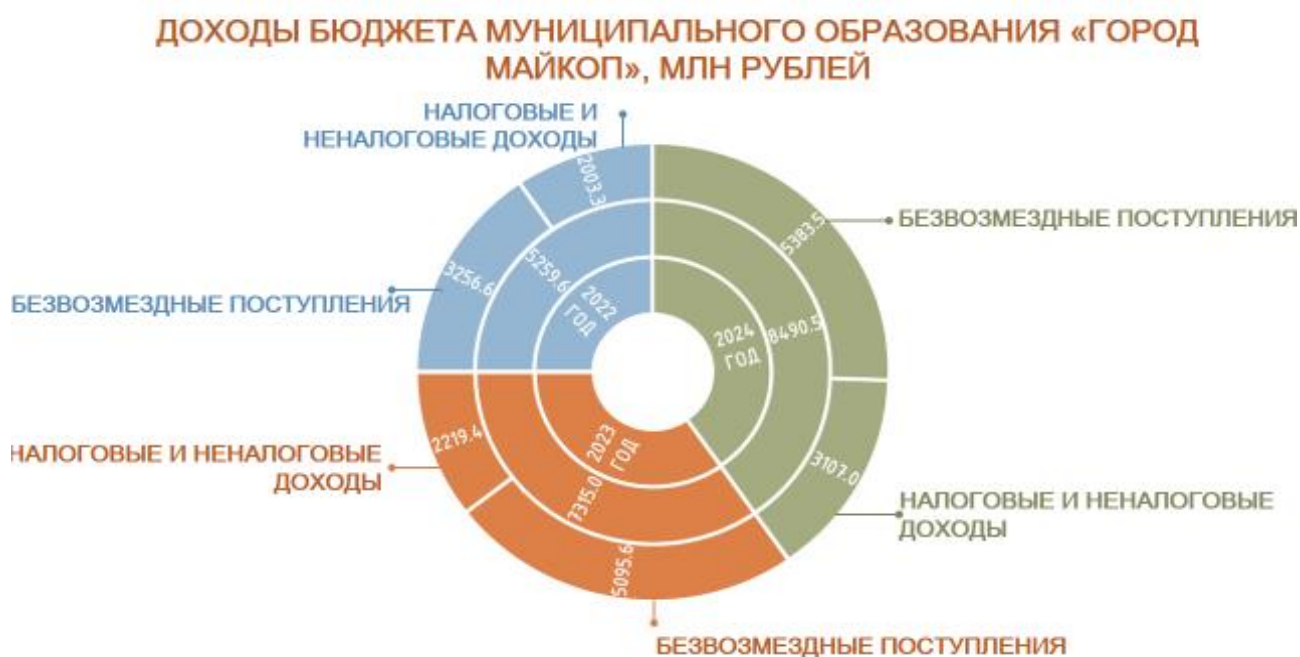 ДОХОДЫ БЮДЖЕТА МУНИЦИПАЛЬНОГО ОБРАЗОВАНИЯ «ГОРОД
МАЙКОП», МЛН РУБЛЕЙ
НАЛОГОВЫЕ И
НЕНАЛОГОВЫЕ ДОХОДЫ
2003.3
5383.5
БЕЗВОЗМЕЗДНЫЕ ПОСТУПЛЕНИЯ
3256.6
5259.6
2022
ГОД
БЕЗВОЗМЕЗДНЫЕ ПОСТУПЛЕНИЯ
2024
ГОД
8490.5
2219.4
НАЛОГОВЫЕ И НЕНАЛОГОВЫЕ
ДОХОДЫ
2023
ГОД
7315.0
3107.0
НАЛОГОВЫЕ И НЕНАЛОГОВЫЕ
ДОХОДЫ
5095.6
БЕЗВОЗМЕЗДНЫЕ ПОСТУПЛЕНИЯ